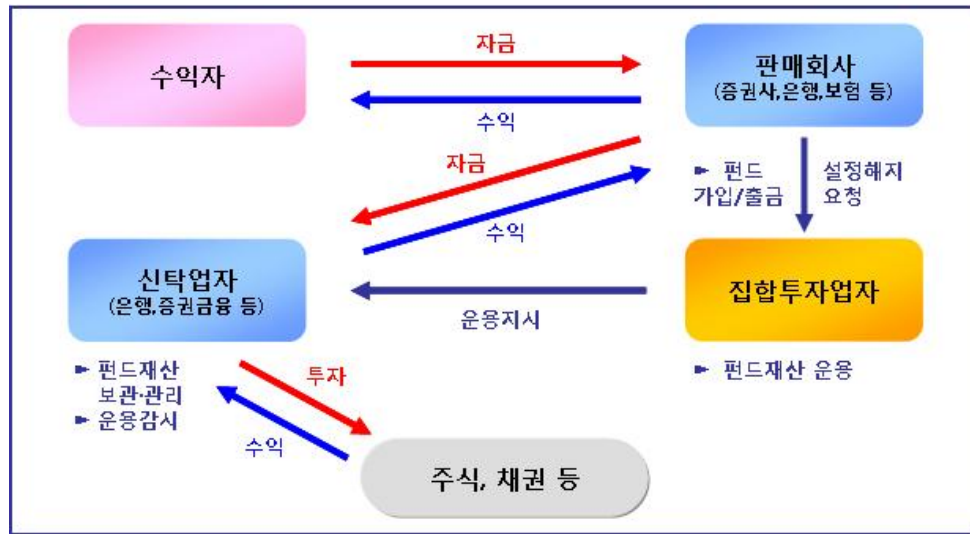 수익자
자금
수익
판매회사
(증권사,은행,보험 등)
자금
수익
► 펀드
가입/출금
설정해지
요청
신탁업자
(은행,증권금융 등)
운용지시
집합투자업자
► 펀드재산
보관·관리
► 운용감시
투자
수익
► 펀드재산 운용
주식, 채권 등